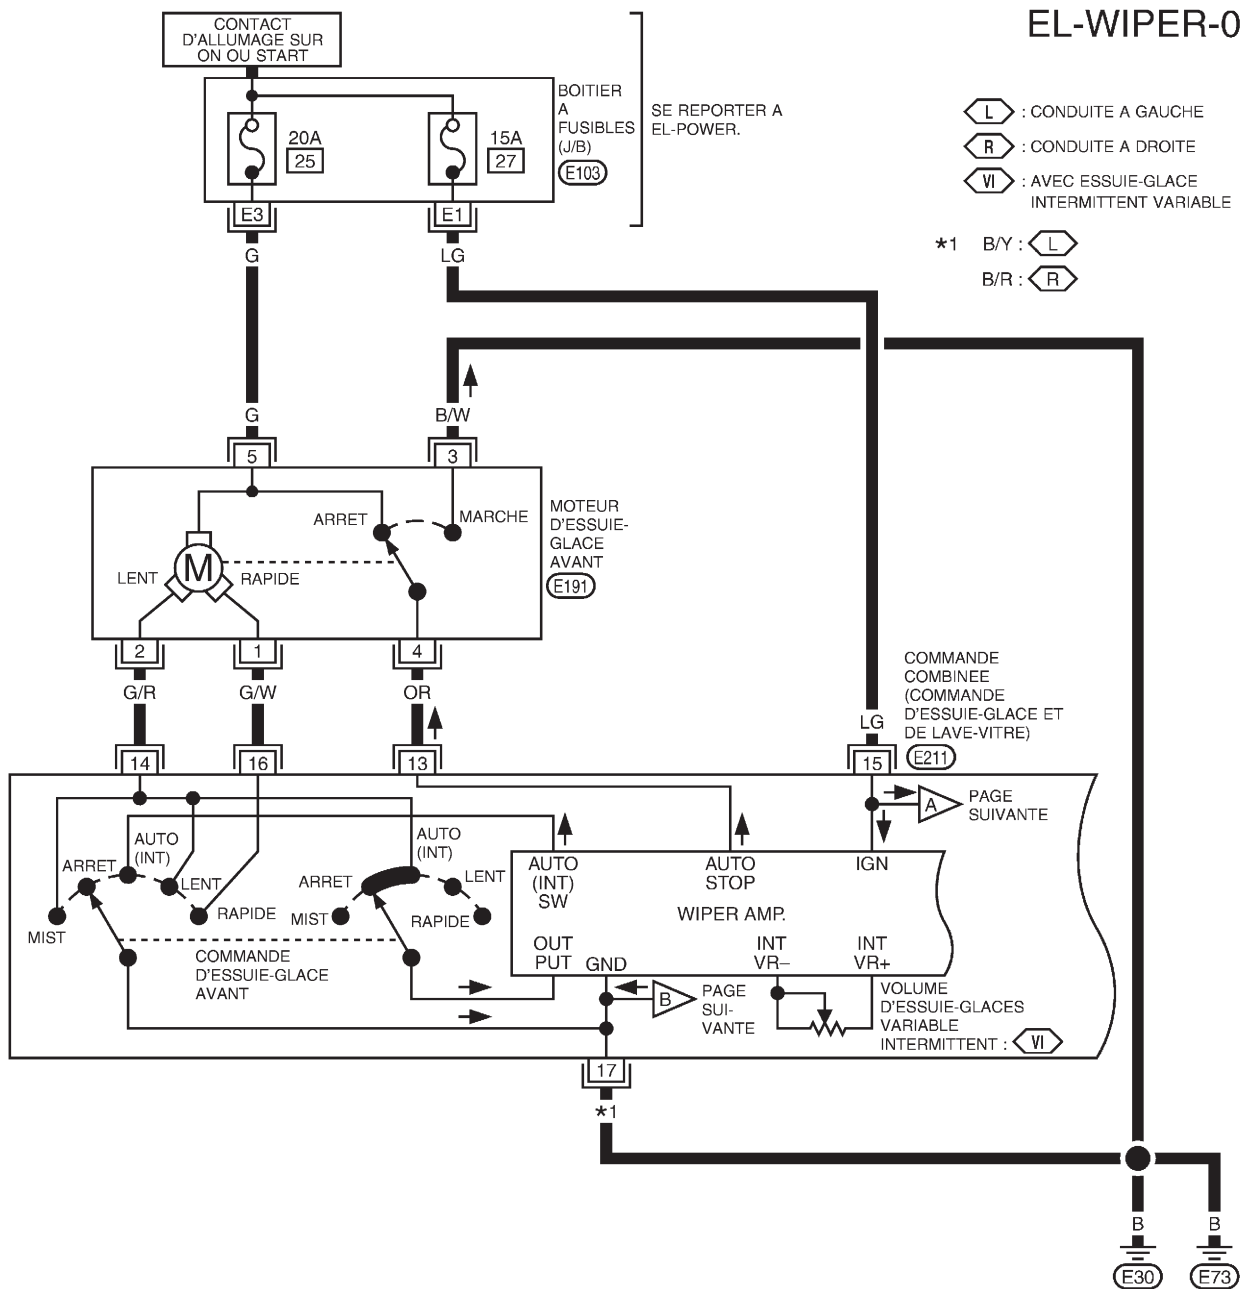 EL-WIPER-0
CONTACT
D'ALLUMAGE SUR
ON OU START
BOITIER
A
FUSIBLES
(J/B)
E103
SE REPORTER A
EL-POWER.
20A
25
15A
27
E3
E1
G
LG
L : CONDUITE A GAUCHE
R : CONDUITE A DROITE
VI : AVEC ESSUIE-GLACE
INTERMITTENT VARIABLE
*1 B/Y : L
B/R : R
G
B/W
5
3
ARRET
MARCHE
M
LENT
RAPIDE
MOTEUR
D'ESSUIE-
GLACE
AVANT
E191
2
1
4
G/R
G/W
OR
LG
COMMANDE
COMBINEE
(COMMANDE
D'ESSUIE-GLACE ET
DE LAVE-VITRE)
E211
14
16
13
15
A
PAGE
SUIVANTE
AUTO
(INT)
ARRET
LENT
RAPIDE
MIST
AUTO
(INT)
ARRET
LENT
MIST
RAPIDE
COMMANDE
D'ESSUIE-GLACE
AVANT
AUTO
(INT)
SW
AUTO
STOP
IGN
WIPER AMP.
OUT
PUT
GND
INT
VR–
INT
VR+
B
PAGE
SUI-
VANTE
VOLUME
D'ESSUIE-GLACES
VARIABLE
INTERMITTENT : VI
17
*1
B
B
E30
E73